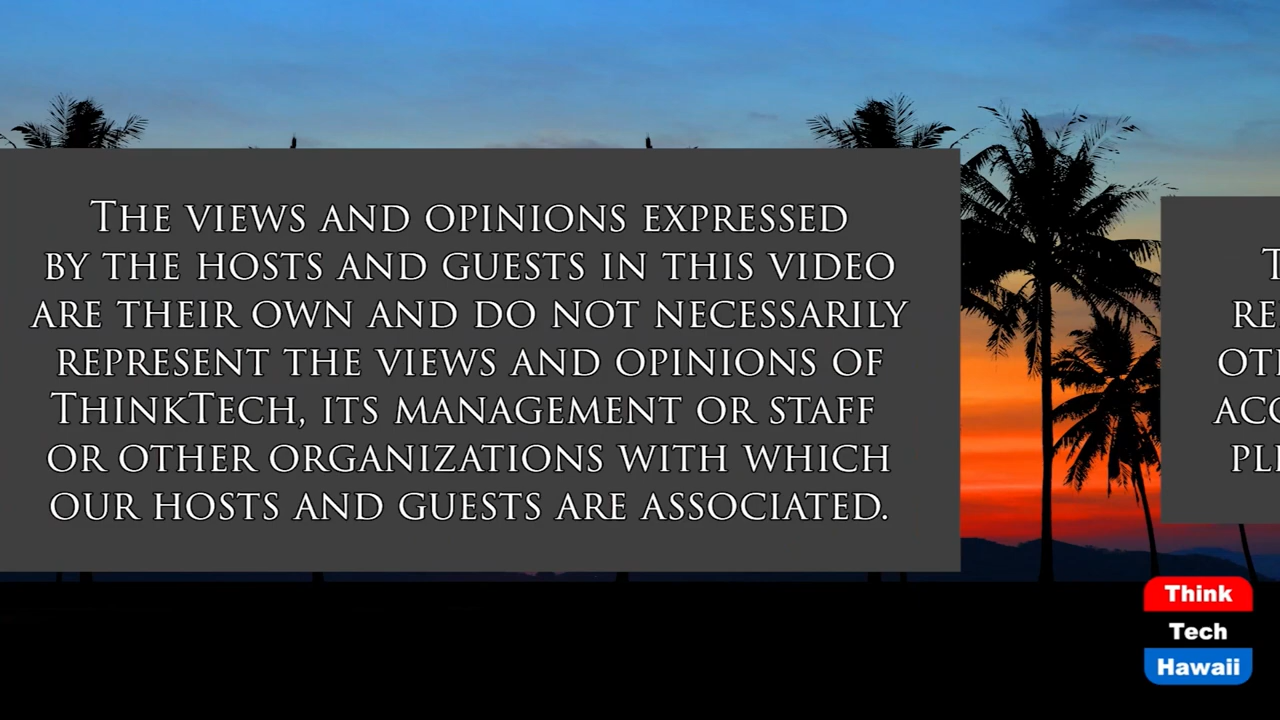 The views and opinions expressed
by the hosts and guests in this video
are their own and do not necessarily
represent the views and opinions of
ThinkTech, its management or staff
or other organizations with which
our hosts and guests are associated.
Think
Tech
Hawaii